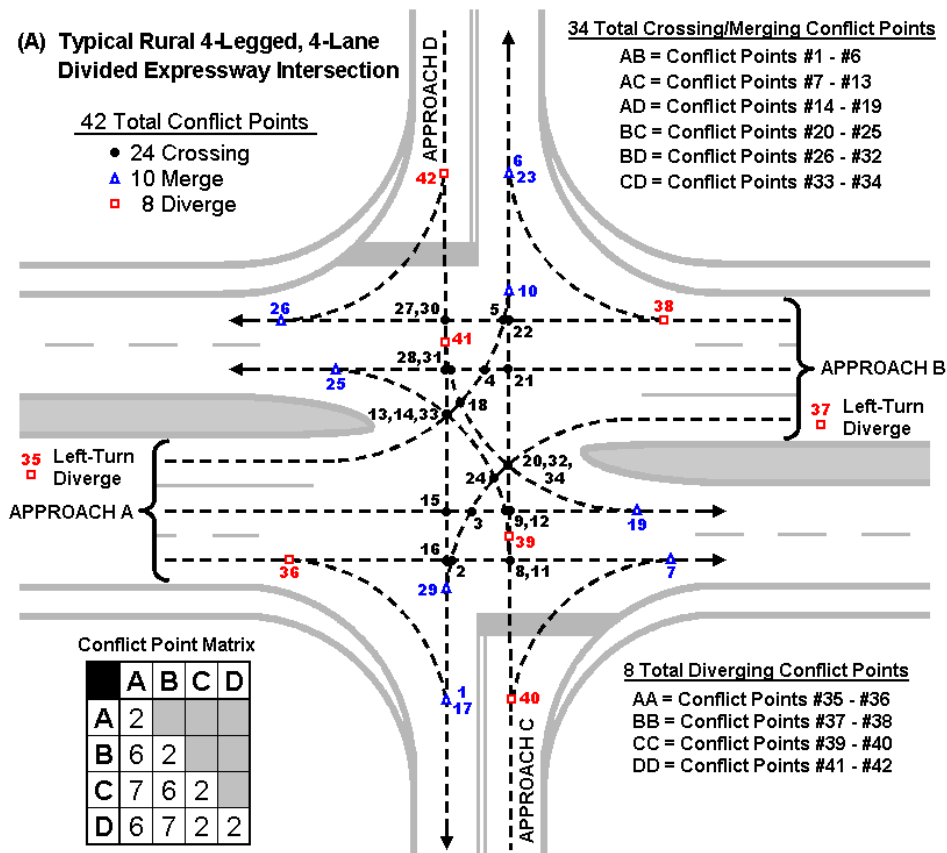 (A) Typical Rural 4-Legged, 4-Lane
Divided Expressway Intersection
42 Total Conflict Points
24 Crossing
10 Merge
8 Diverge
34 Total Crossing/Merging Conflict Points
AB = Conflict Points #1 - #6
AC = Conflict Points #7 - #13
AD = Conflict Points #14 - #19
BC = Conflict Points #20 - #25
BD = Conflict Points #26 - #32
CD = Conflict Points #33 - #34
APPROACH D
42
6
23
10
26
27,30
5
22
38
41
28,31
4
21
25
APPROACH B
18
13,14,33
37 Left-Turn
Diverge
35 Left-Turn
Diverge
20,32,
34
24
APPROACH A
15
3
9,12
19
39
16
2
8,11
36
7
29
1
17
40
APPROACH C
Conflict Point Matrix
A B C D
A 2
B 6 2
C 7 6 2
D 6 7 2 2
8 Total Diverging Conflict Points
AA = Conflict Points #35 - #36
BB = Conflict Points #37 - #38
CC = Conflict Points #39 - #40
DD = Conflict Points #41 - #42